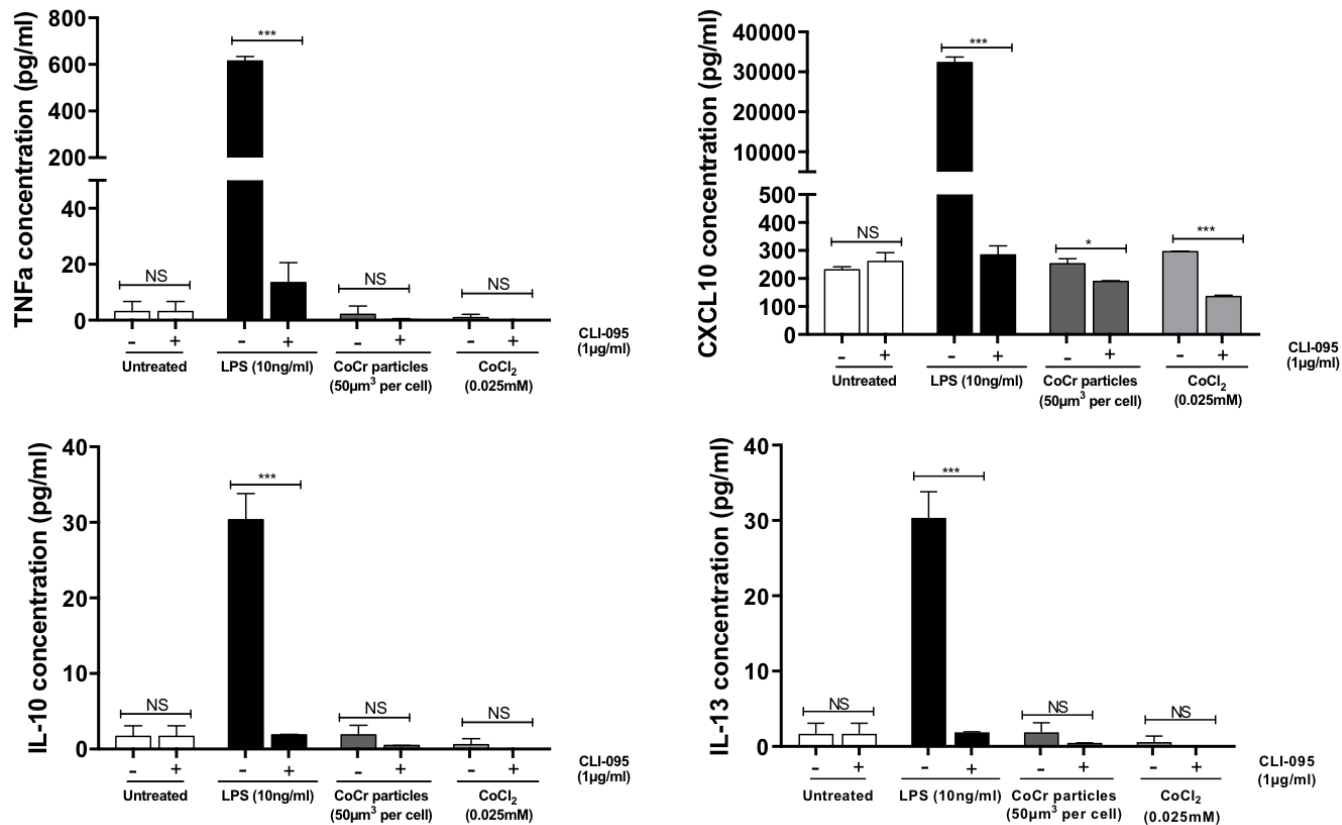 TNFa concentration (pg/ml)
800
600
400
200
40
20
0
***
NS
NS
NS
- + - + - + - +
CLI-095
(1µg/ml)
Untreated
LPS (10ng/ml)
CoCr particles
(50µm³ per cell)
CoCl₂
(0.025mM)
CXCL10 concentration (pg/ml)
40000
30000
20000
10000
500
400
300
200
100
0
***
NS
*
***
- + - + - + - +
CLI-095
(1µg/ml)
Untreated
LPS (10ng/ml)
CoCr particles
(50µm³ per cell)
CoCl₂
(0.025mM)
IL-10 concentration (pg/ml)
40
30
20
10
0
***
NS
NS
NS
- + - + - + - +
CLI-095
(1µg/ml)
Untreated
LPS (10ng/ml)
CoCr particles
(50µm³ per cell)
CoCl₂
(0.025mM)
IL-13 concentration (pg/ml)
40
30
20
10
0
***
NS
NS
NS
- + - + - + - +
CLI-095
(1µg/ml)
Untreated
LPS (10ng/ml)
CoCr particles
(50µm³ per cell)
CoCl₂
(0.025mM)